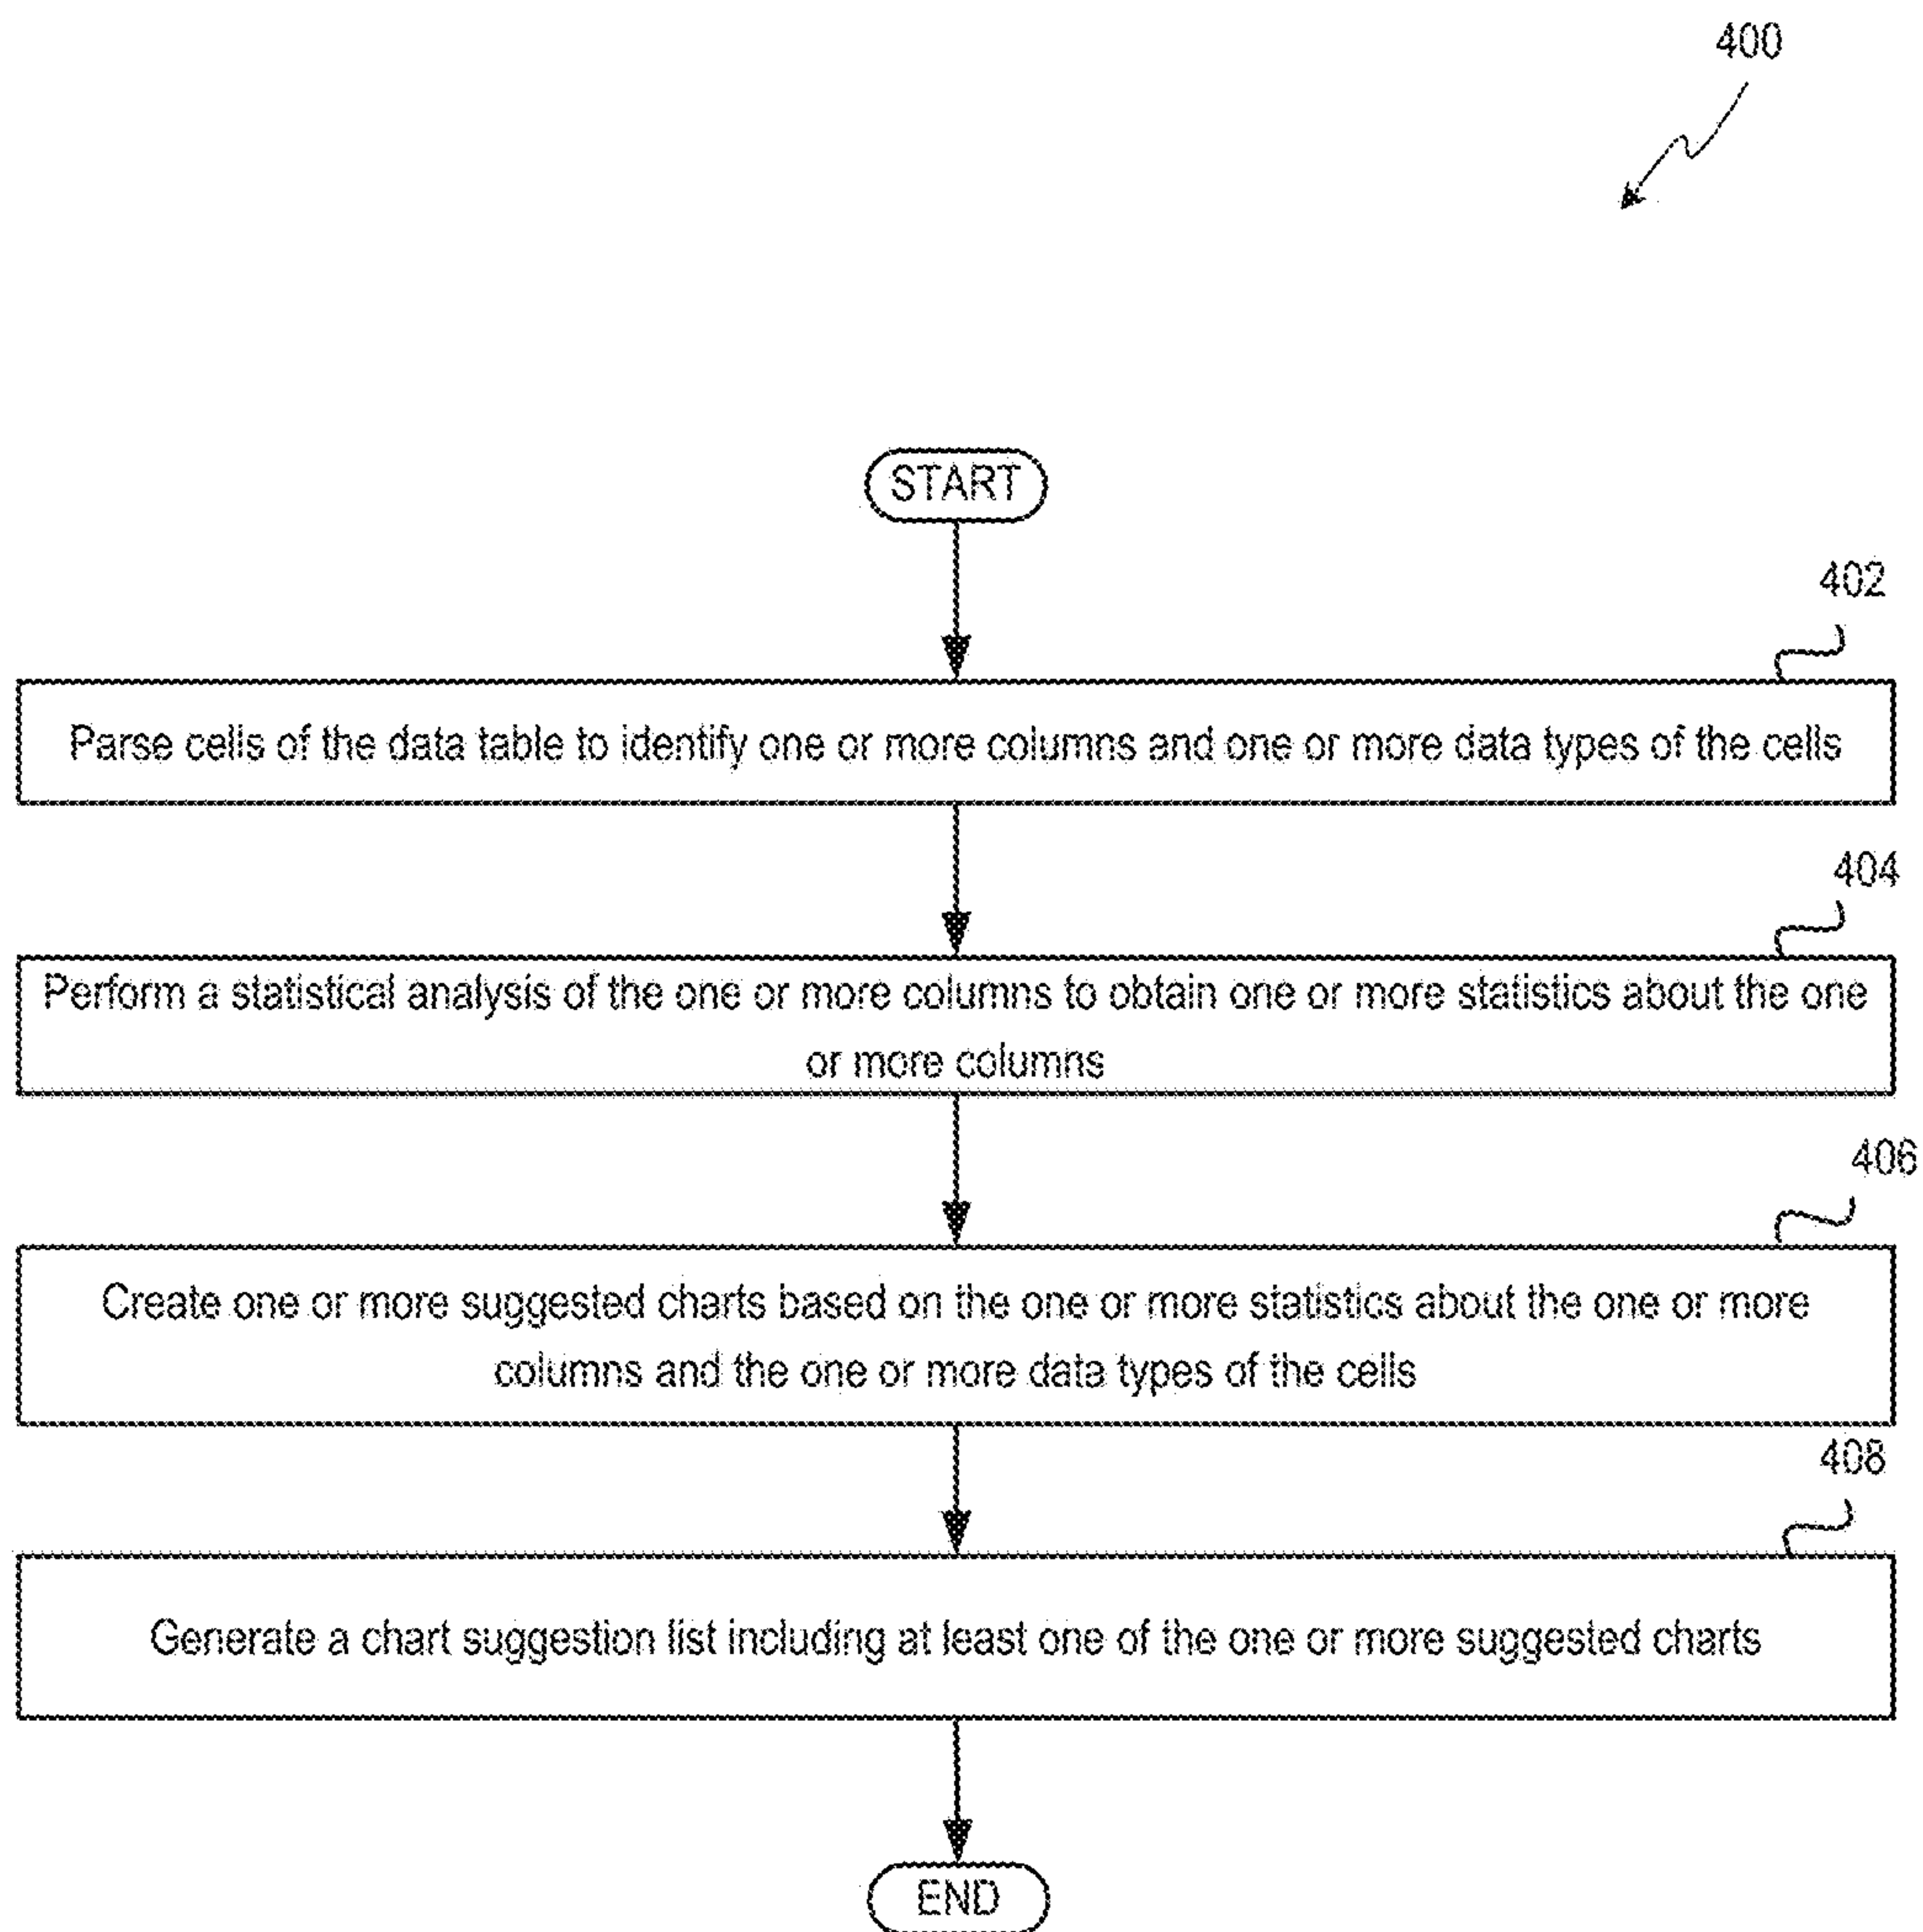 400
START
402
Parse cells of the data table to identify one or more columns and one or more data types of the cells
404
Perform a statistical analysis of the one or more columns to obtain one or more statistics about the one
or more columns
406
Create one or more suggested charts based on the one or more statistics about the one or more
columns and the one or more data types of the cells
408
Generate a chart suggestion list including at least one of the one or more suggested charts
END